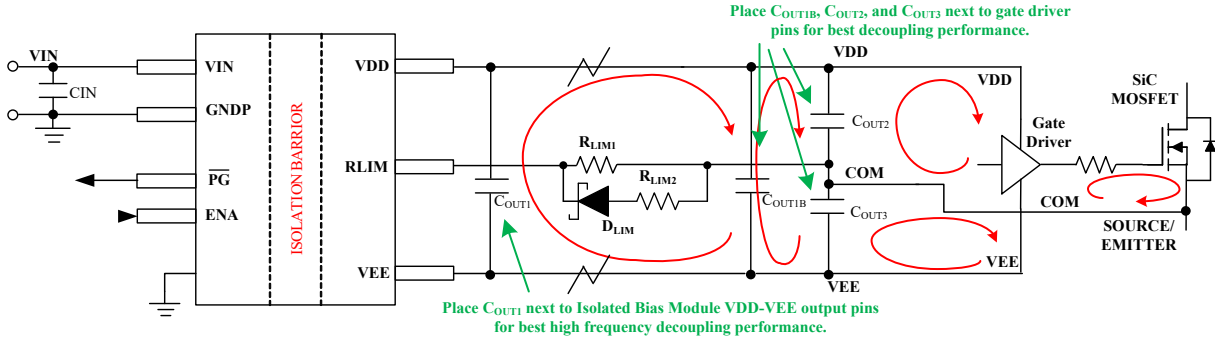 Place COUT1B, COUT2, and COUT3 next to gate driver
pins for best decoupling performance.
VIN
CIN
VIN
GNDP
PG
ENA
ISOLATION BARRIER
VDD
RLIM
VEE
COUT1
RLIM1
RLIM2
DLIM
COUT1B
VDD
COUT2
COM
COUT3
VEE
VDD
Gate
Driver
VEE
SiC
MOSFET
COM
SOURCE/
EMITTER
Place COUT1 next to Isolated Bias Module VDD-VEE output pins
for best high frequency decoupling performance.